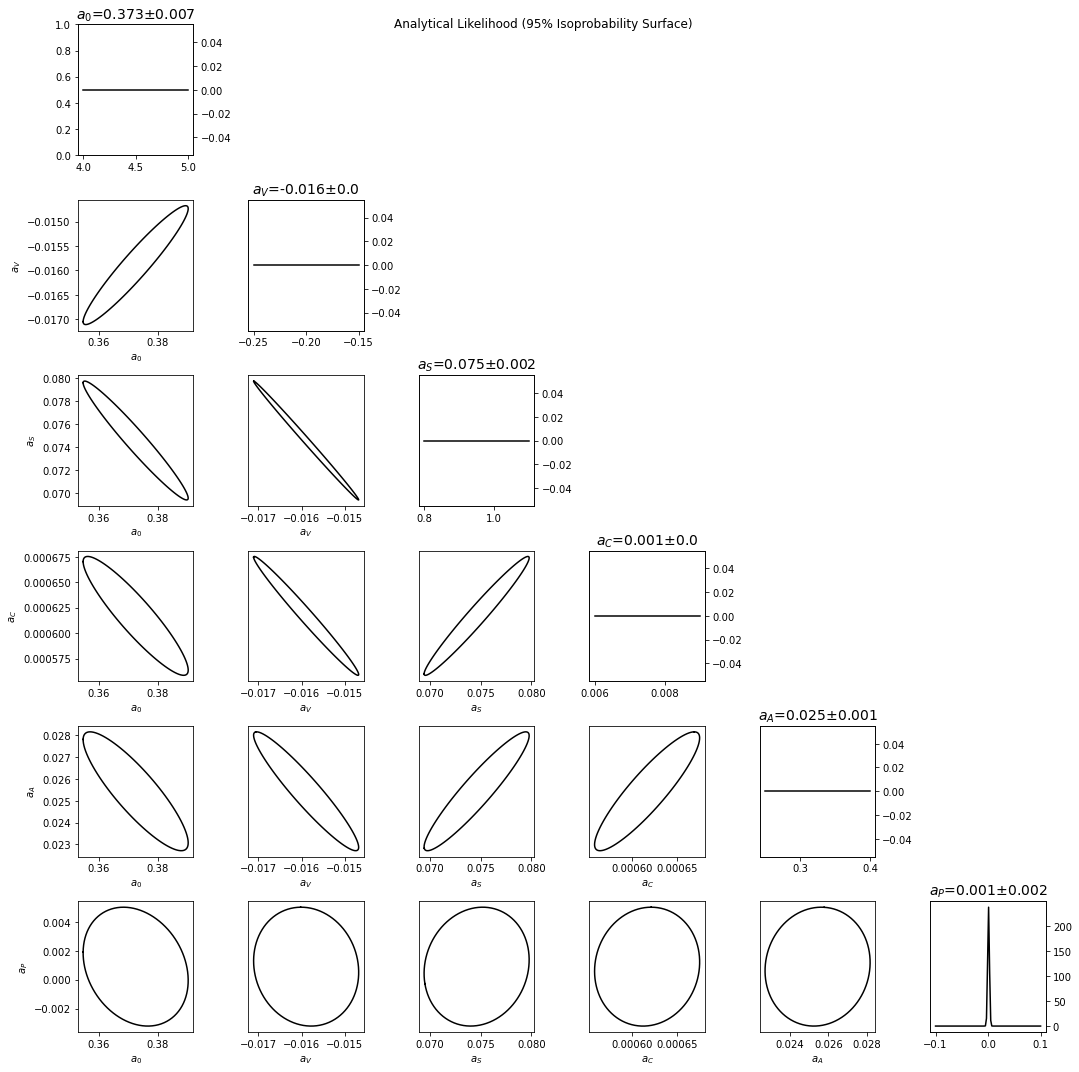 a_0=0.373±0.007
Analytical Likelihood (95% Isoprobability Surface)
1.0
0.8
0.6
0.4
0.2
0.0
0.04
0.02
0.00
−0.02
−0.04
4.0 4.5 5.0
a_V=-0.016±0.0
a_V
−0.0150
−0.0155
−0.0160
−0.0165
−0.0170
0.36 0.38
a_0
0.04
0.02
0.00
−0.02
−0.04
−0.25 −0.20 −0.15
a_S=0.075±0.002
a_S
0.080
0.078
0.076
0.074
0.072
0.070
0.36 0.38
a_0
−0.017 −0.016 −0.015
a_V
0.04
0.02
0.00
−0.02
−0.04
0.8 1.0
a_C=0.001±0.0
a_C
0.000675
0.000650
0.000625
0.000600
0.000575
0.36 0.38
a_0
−0.017 −0.016 −0.015
a_V
0.070 0.075 0.080
a_S
0.04
0.02
0.00
−0.02
−0.04
0.006 0.008
a_A=0.025±0.001
a_A
0.028
0.027
0.026
0.025
0.024
0.023
0.36 0.38
a_0
−0.017 −0.016 −0.015
a_V
0.070 0.075 0.080
a_S
0.00060 0.00065
a_C
0.04
0.02
0.00
−0.02
−0.04
0.3 0.4
a_P=0.001±0.002
a_P
0.004
0.002
0.000
−0.002
0.36 0.38
a_0
−0.017 −0.016 −0.015
a_V
0.070 0.075 0.080
a_S
0.00060 0.00065
a_C
0.024 0.026 0.028
a_A
200
150
100
50
0
−0.1 0.0 0.1